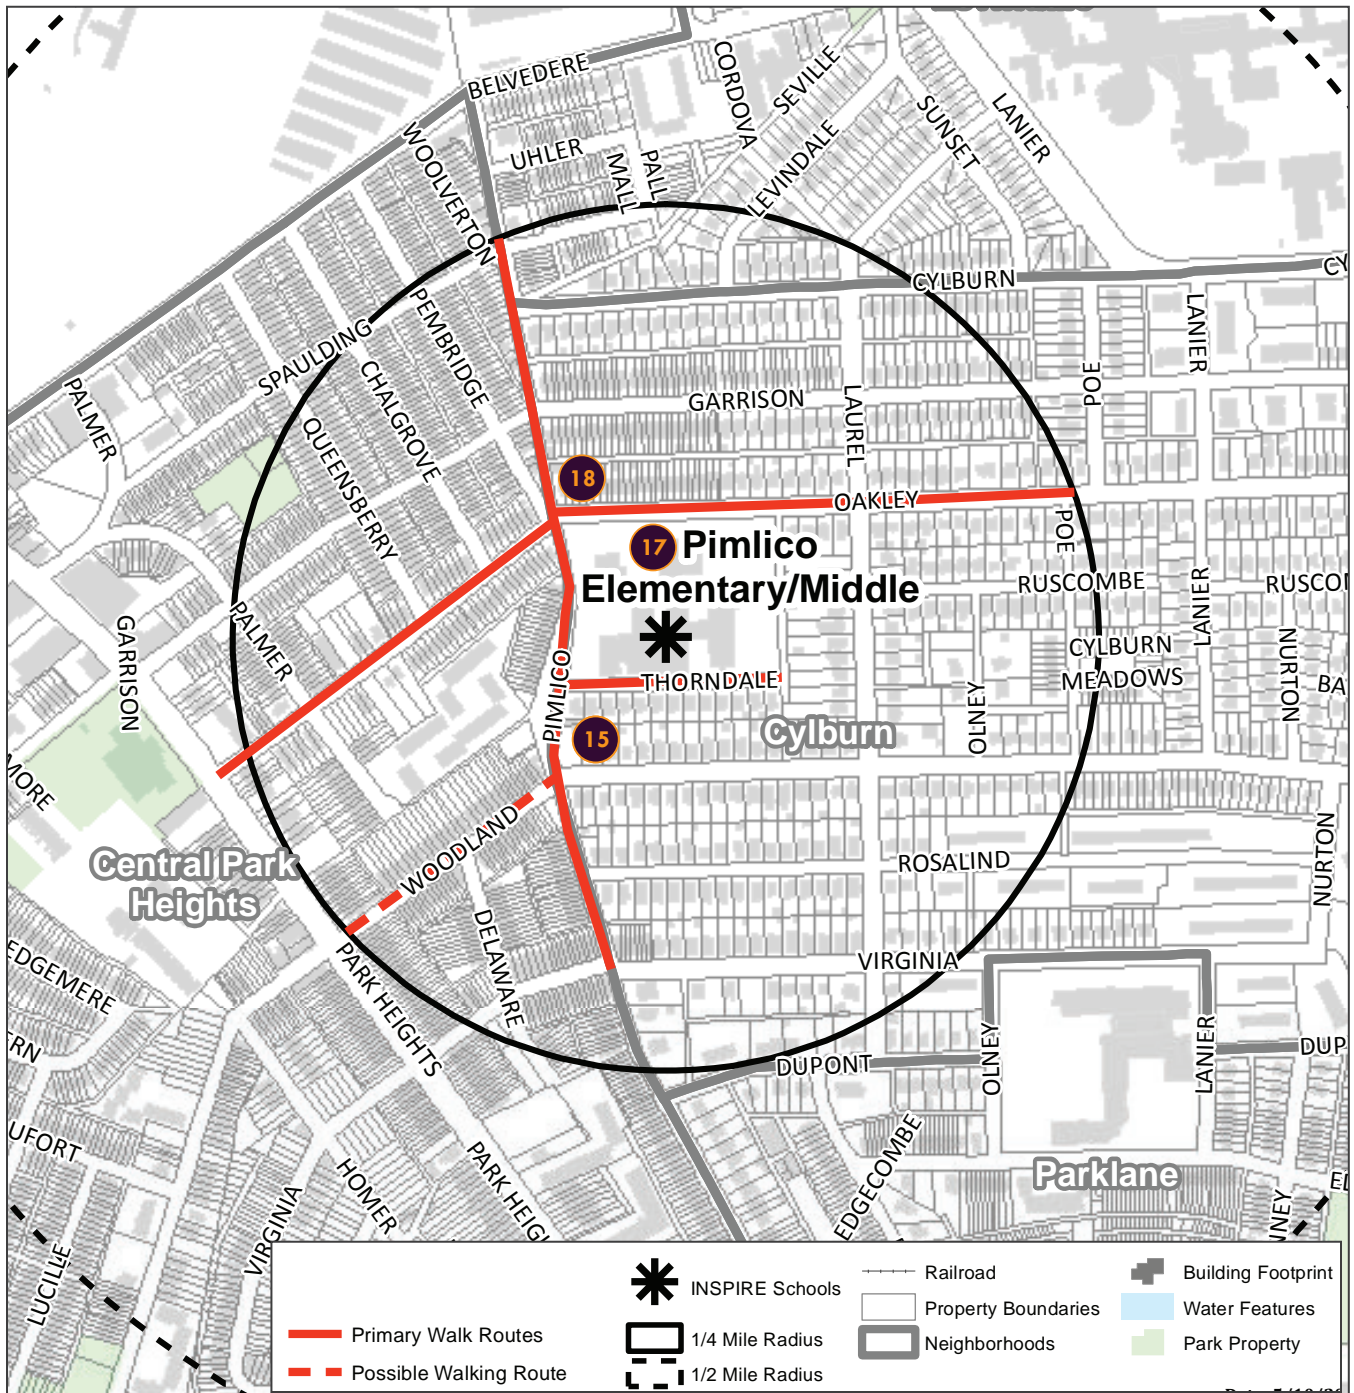 BELVEDERE
CORDOVA
SEVILLE
LANIER
WOOLVERTON
UHLER
MALL
PALL
LEVINDALE
SUNSET
CYLBURN
CY
SPAULDING
PEMBRIDGE
CHALGROVE
QUEENSBERRY
PALMER
GARRISON
LAUREL
POE
LANIER
18
OAKLEY
17
Pimlico
Elementary/Middle
POE
RUSCOMBE
LANIER
RUSCOM
GARRISON
PALMER
PIMLICO
THORNDALE
CYLBURN
MEADOWS
OLNEY
NURTON
BA
15
Cylburn
MORE
Central Park
Heights
WOODLAND
ROSALIND
NURTON
DELAWARE
VIRGINIA
EDGEMERE
PARK HEIGHTS
ERN
DUPONT
OLNEY
LANIER
DUP
UFORT
HOMER
PARK HEIGH
EDGECOMBE
Parklane
VIRGINIA
LUCILLE
NNEY
EL
INSPIRE Schools
Railroad
Building Footprint
Property Boundaries
Water Features
Primary Walk Routes
1/4 Mile Radius
Neighborhoods
Park Property
Possible Walking Route
1/2 Mile Radius